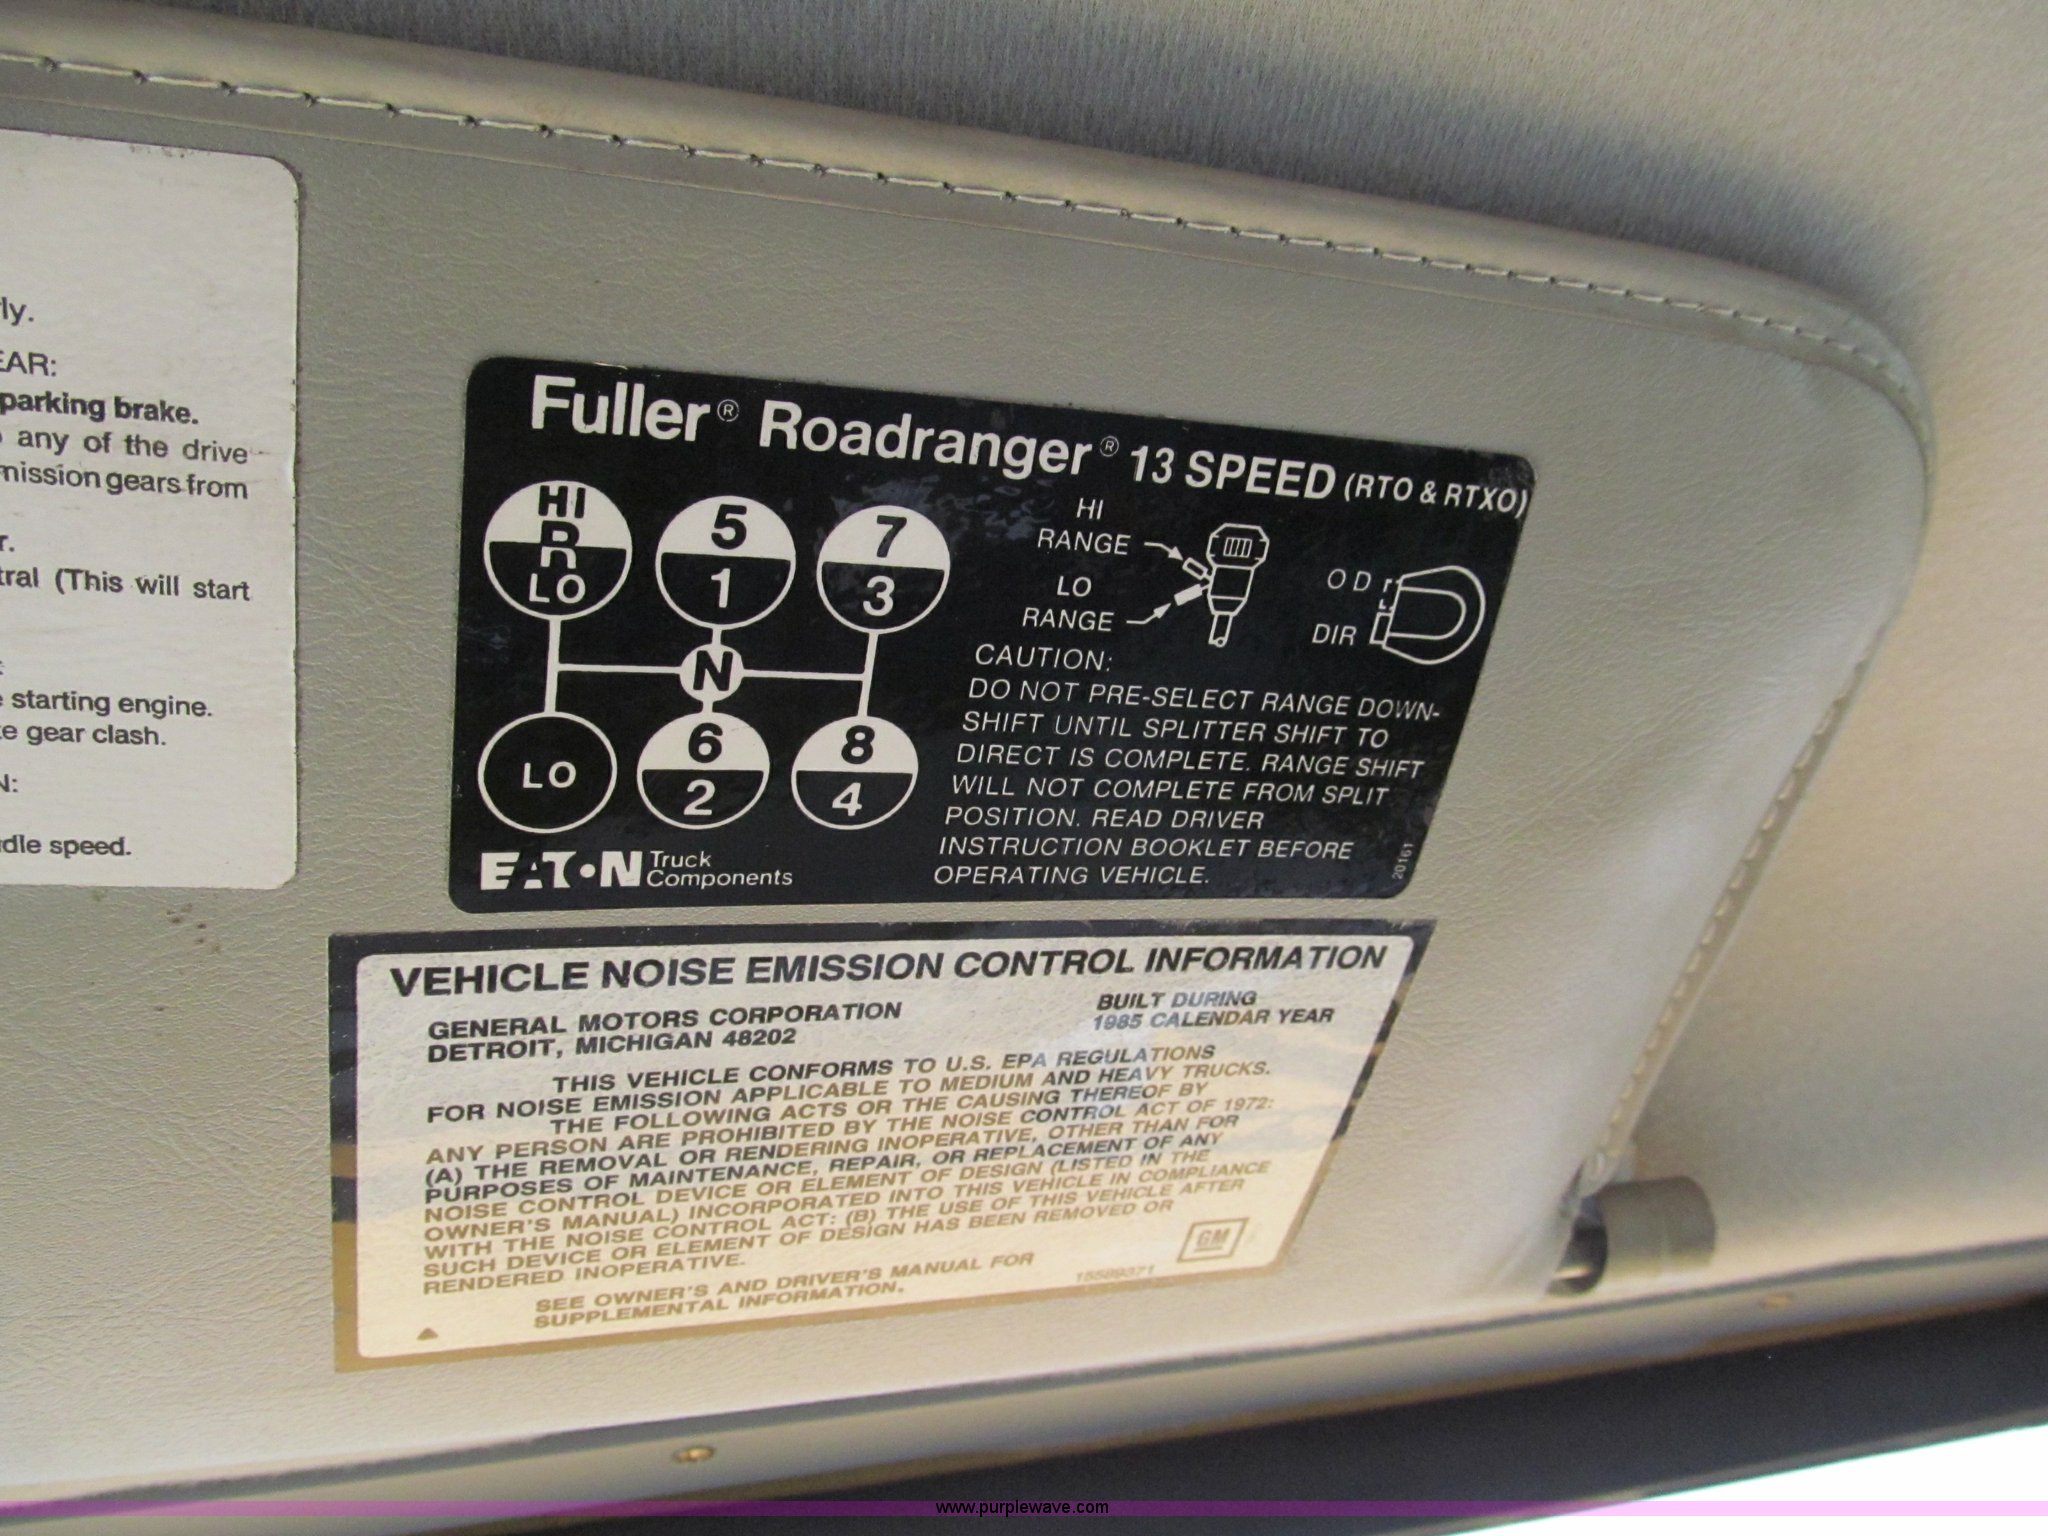 ly.
EAR:
parking brake.
any of the drive
mission gears from
r.
tral (This will start
starting engine.
e gear clash.
N:
dle speed.
Fuller® Roadranger® 13 SPEED (RTO & RTXO)
HI
R
LO
5
1
7
3
N
LO
6
2
8
4
HI
RANGE
LO
RANGE
O D
DIR
CAUTION:
DO NOT PRE-SELECT RANGE DOWN-
SHIFT UNTIL SPLITTER SHIFT TO
DIRECT IS COMPLETE. RANGE SHIFT
WILL NOT COMPLETE FROM SPLIT
POSITION. READ DRIVER
INSTRUCTION BOOKLET BEFORE
OPERATING VEHICLE.
20161
EATON Truck
Components
VEHICLE NOISE EMISSION CONTROL INFORMATION
GENERAL MOTORS CORPORATION
DETROIT, MICHIGAN 48202
BUILT DURING
1985 CALENDAR YEAR
THIS VEHICLE CONFORMS TO U.S. EPA REGULATIONS
FOR NOISE EMISSION APPLICABLE TO MEDIUM AND HEAVY TRUCKS.
THE FOLLOWING ACTS OR THE CAUSING THEREOF BY
ANY PERSON ARE PROHIBITED BY THE NOISE CONTROL ACT OF 1972:
(A) THE REMOVAL OR RENDERING INOPERATIVE, OTHER THAN FOR
PURPOSES OF MAINTENANCE, REPAIR, OR REPLACEMENT OF ANY
NOISE CONTROL DEVICE OR ELEMENT OF DESIGN (LISTED IN THE
OWNER'S MANUAL) INCORPORATED INTO THIS VEHICLE IN COMPLIANCE
WITH THE NOISE CONTROL ACT: (B) THE USE OF THIS VEHICLE AFTER
SUCH DEVICE OR ELEMENT OF DESIGN HAS BEEN REMOVED OR
RENDERED INOPERATIVE.
SEE OWNER'S AND DRIVER'S MANUAL FOR
SUPPLEMENTAL INFORMATION.
15599371
GM
www.purplewave.com